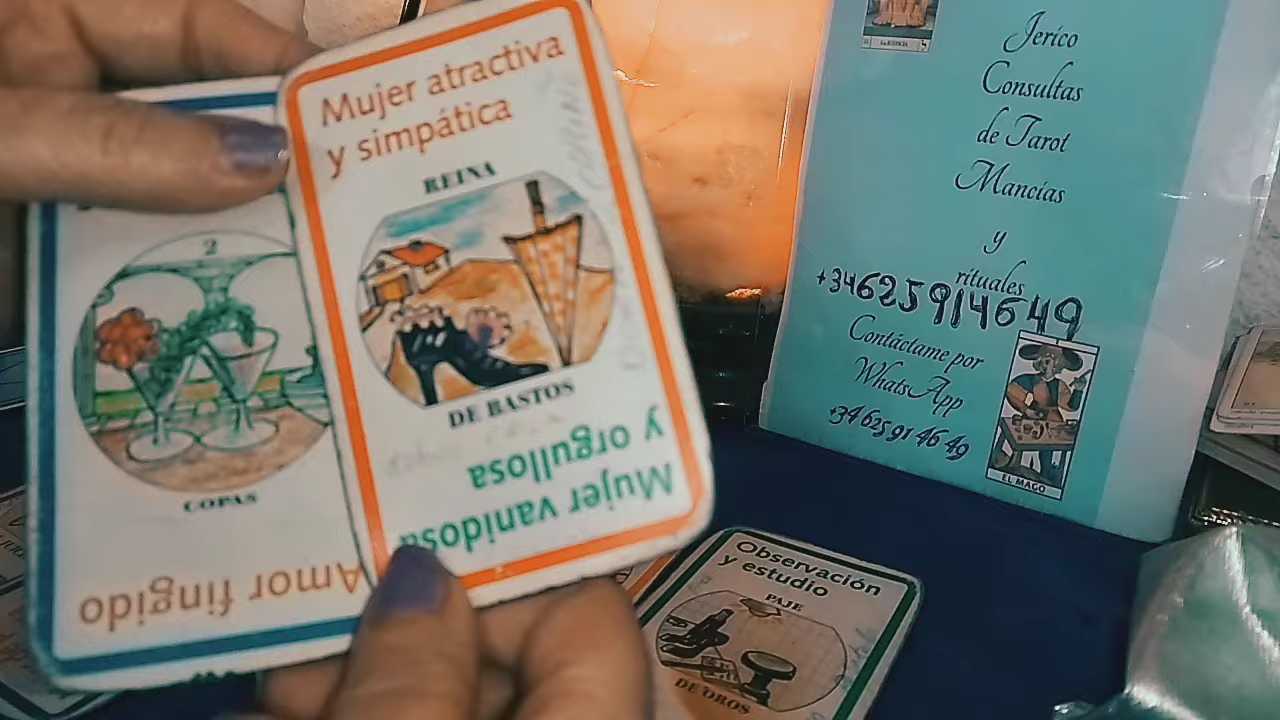 Mujer atractiva
y simpática
REINA
DE BASTOS
Mujer vanidosa
y orgullosa
2
COPAS
Amor fingido
Jerico
Consultas
de Tarot
Mancias
y
rituales
+34625914649
Contáctame por
WhatsApp
+34 625 91 46 49
EL MAGO
Observación
y estudio
PAJE
DE OROS